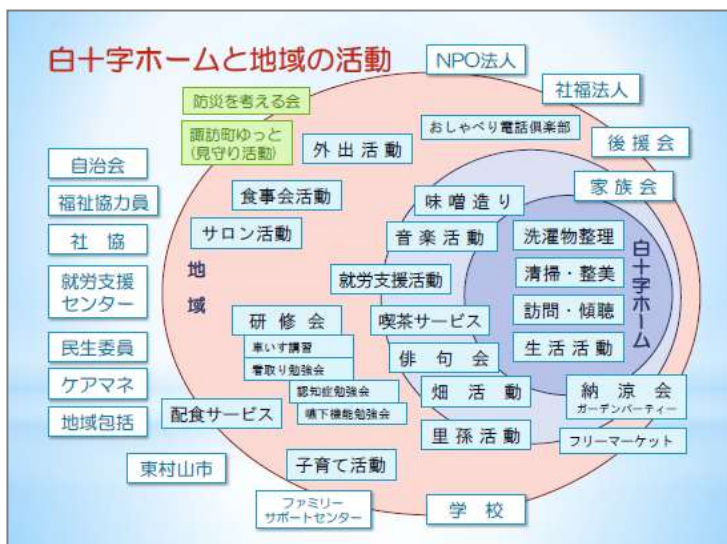 白十字ホームと地域の活動
NPO法人
社福法人
後援会
家族会
防災を考える会
諏訪町ゆっと
(見守り活動)
外出活動
おしゃべり電話倶楽部
自治会
福祉協力員
社協
就労支援
センター
民生委員
ケアマネ
地域包括
東村山市
食事会活動
サロン活動
地域
味噌造り
音楽活動
就労支援活動
喫茶サービス
俳句会
畑活動
里孫活動
洗濯物整理
清掃・整美
訪問・傾聴
生活活動
白十字ホーム
研修会
車いす講習
看取り勉強会
認知症勉強会
嚥下機能勉強会
配食サービス
子育て活動
納涼会
ガーデンパーティー
フリーマーケット
ファミリー
サポートセンター
学校